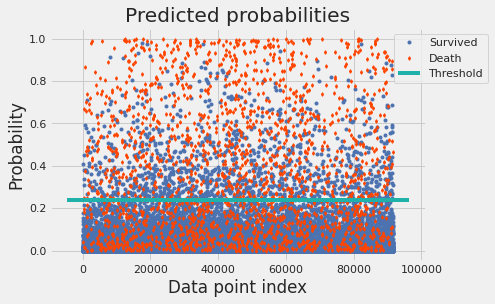 Predicted probabilities
1.0
0.8
0.6
0.4
0.2
0.0
Probability
0
20000
40000
60000
80000
100000
Data point index
Survived
Death
Threshold